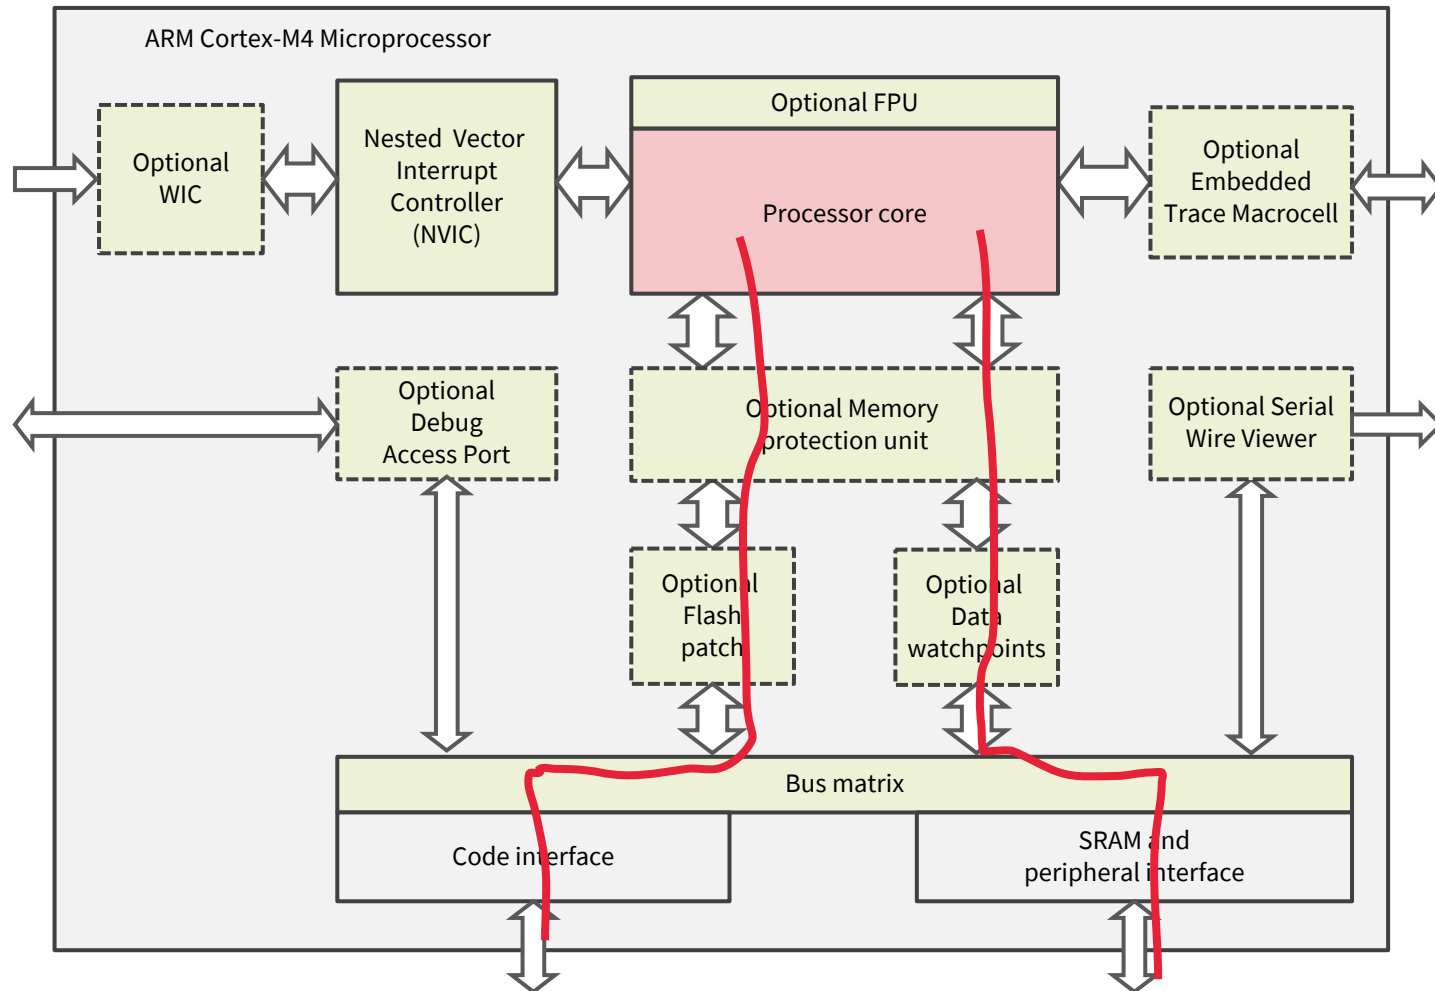 ARM Cortex-M4 Microprocessor
Optional FPU
Optional
WIC
Nested Vector
Interrupt
Controller
(NVIC)
Processor core
Optional
Embedded
Trace Macrocell
Optional
Debug
Access Port
Optional Memory
protection unit
Optional Serial
Wire Viewer
Optional
Flash
patch
Optional
Data
watchpoints
Bus matrix
Code interface
SRAM and
peripheral interface